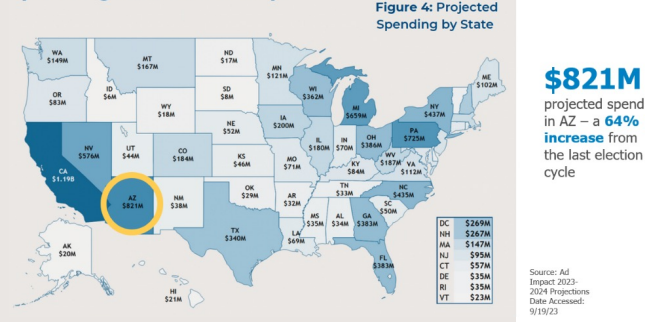 Figure 4: Projected
Spending by State
WA
$149M
MT
$167M
ND
$17M
MN
$121M
ME
$102M
OR
$83M
ID
$6M
WY
$18M
SD
$8M
WI
$362M
MI
$659M
NY
$437M
NV
$576M
UT
$44M
CO
$184M
NE
$52M
IA
$200M
IL
$180M
IN
$70M
OH
$386M
PA
$725M
WV
$187M
VA
$112M
KY
$84M
CA
$1.19B
AZ
$821M
NM
$38M
KS
$46M
MO
$71M
OK
$29M
AR
$32M
TN
$33M
NC
$435M
SC
$50M
MS
$35M
AL
$34M
GA
$383M
TX
$340M
LA
$69M
FL
$383M
AK
$20M
HI
$21M
DC $269M
NH $267M
MA $147M
NJ $95M
CT $57M
DE $35M
RI $35M
VT $23M
$821M
projected spend
in AZ – a 64%
increase from
the last election
cycle
Source: Ad
Impact 2023-
2024 Projections
Date Accessed:
9/19/23